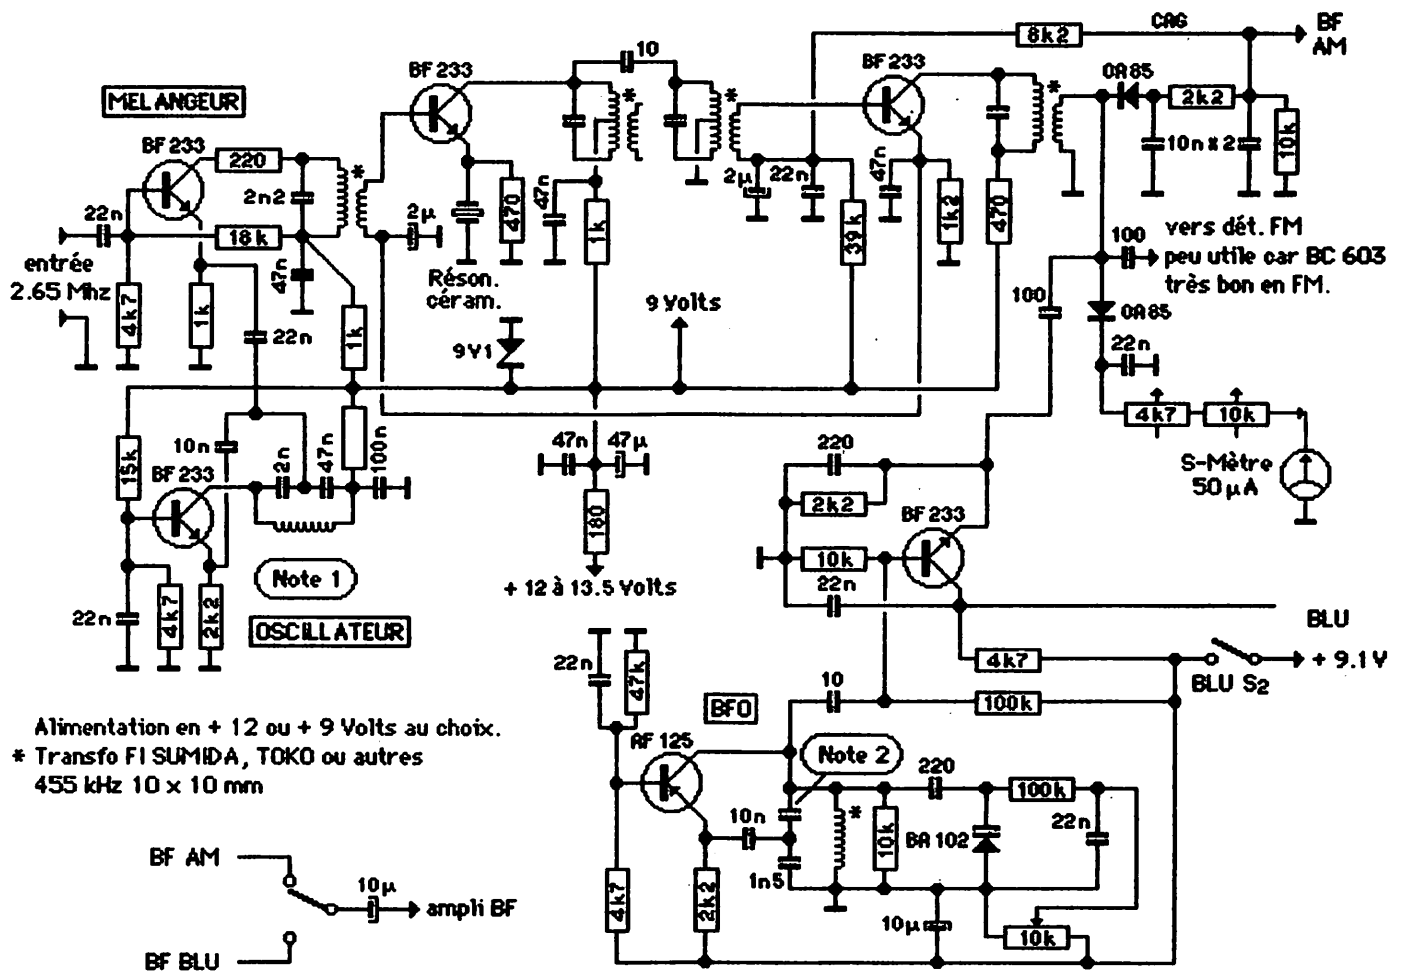 CAG
BF
AM
8k2
10
BF 233
BF 233
OA 85
2k2
MELANGEUR
10n x 2
10k
BF 233
220
2n2
18k
22n
entrée
2.65 Mhz
4k7
1k
47n
22n
1k
2µ
470
Réson.
céram.
47n
1k
2µ
22n
39k
47n
1k2
470
100
vers dét. FM
peu utile car BC 603
très bon en FM.
100
OA 85
22n
9V1
9 Volts
4k7
10k
S-Mètre
50 µA
15k
10n
BF 233
2n
47n
100n
22n
4k7
2k2
Note 1
OSCILLATEUR
47n
47µ
180
+ 12 à 13.5 Volts
220
2k2
10k
22n
BF 233
BLU
4k7
+ 9.1 V
BLU S2
10
100k
22n
47k
BFO
AF 125
Note 2
10n
1n5
*
10k
220
BA 102
100k
22n
4k7
2k2
10µ
10k
Alimentation en + 12 ou + 9 Volts au choix.
* Transfo FI SUMIDA, TOKO ou autres
455 kHz 10 x 10 mm
BF AM
10µ
ampli BF
BF BLU